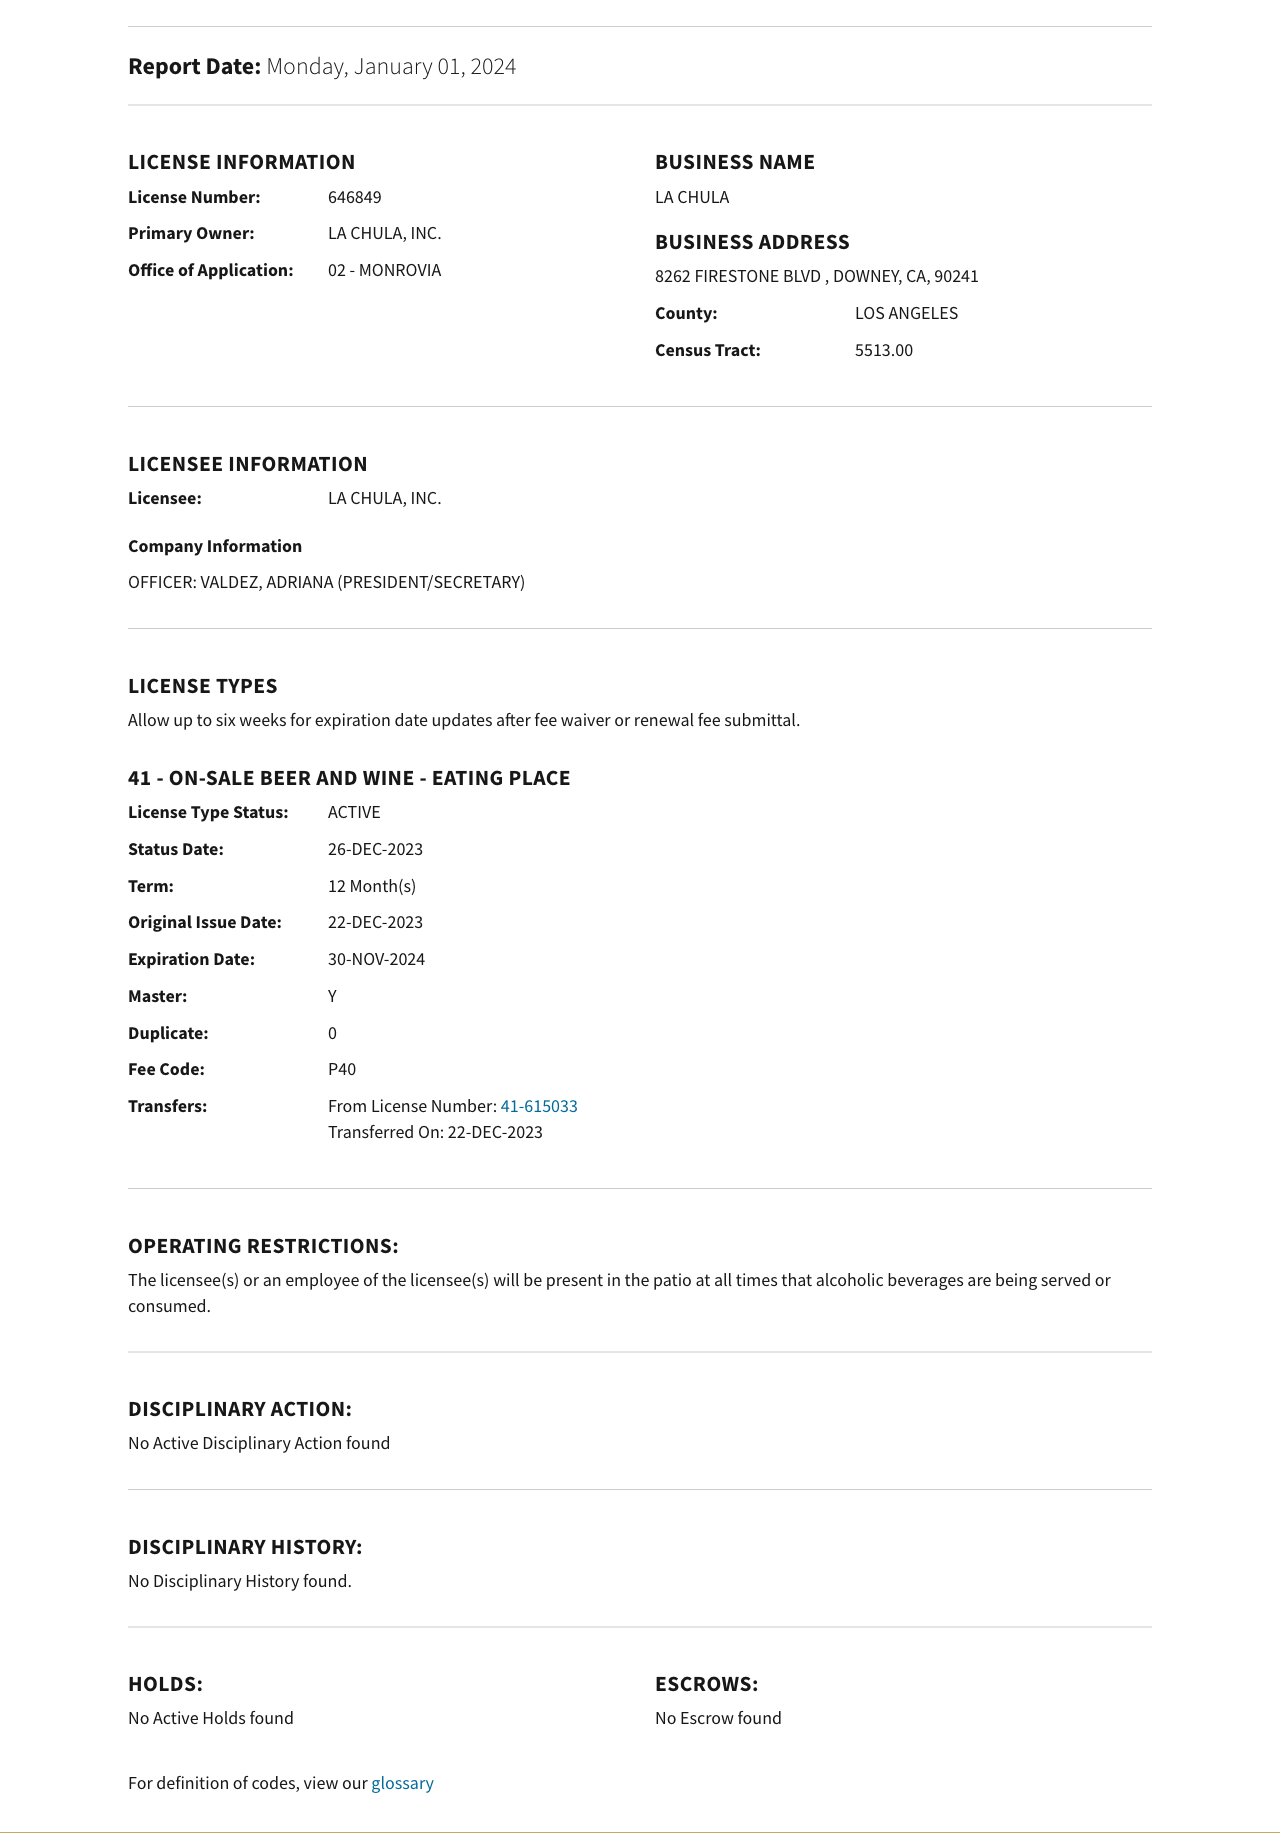 Report Date: Monday, January 01, 2024
LICENSE INFORMATION
License Number: 646849
Primary Owner: LA CHULA, INC.
Office of Application: 02 - MONROVIA
BUSINESS NAME
LA CHULA
BUSINESS ADDRESS
8262 FIRESTONE BLVD , DOWNEY, CA, 90241
County: LOS ANGELES
Census Tract: 5513.00
LICENSEE INFORMATION
Licensee: LA CHULA, INC.
Company Information
OFFICER: VALDEZ, ADRIANA (PRESIDENT/SECRETARY)
LICENSE TYPES
Allow up to six weeks for expiration date updates after fee waiver or renewal fee submittal.
41 - ON-SALE BEER AND WINE - EATING PLACE
License Type Status: ACTIVE
Status Date: 26-DEC-2023
Term: 12 Month(s)
Original Issue Date: 22-DEC-2023
Expiration Date: 30-NOV-2024
Master: Y
Duplicate: 0
Fee Code: P40
Transfers: From License Number: 41-615033
Transferred On: 22-DEC-2023
OPERATING RESTRICTIONS:
The licensee(s) or an employee of the licensee(s) will be present in the patio at all times that alcoholic beverages are being served or
consumed.
DISCIPLINARY ACTION:
No Active Disciplinary Action found
DISCIPLINARY HISTORY:
No Disciplinary History found.
HOLDS:
No Active Holds found
ESCROWS:
No Escrow found
For definition of codes, view our glossary